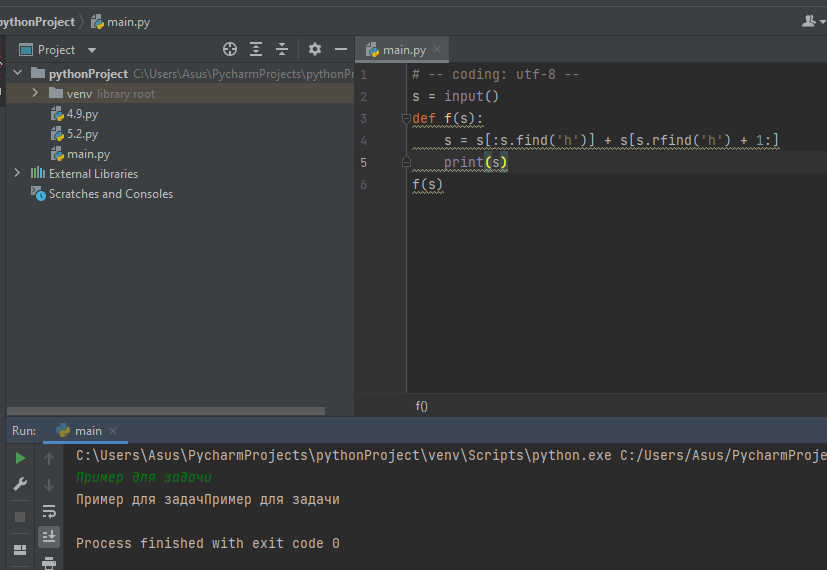 pythonProject main.py
Project
main.py
pythonProject C:\Users\Asus\PycharmProjects\pythonPr
venv library root
4.9.py
5.2.py
main.py
External Libraries
Scratches and Consoles
1 # -- coding: utf-8 --
2 s = input()
3 def f(s):
4 s = s[:s.find('h')] + s[s.rfind('h') + 1:]
5 print(s)
6 f(s)
f()
Run: main
C:\Users\Asus\PycharmProjects\pythonProject\venv\Scripts\python.exe C:/Users/Asus/PycharmProje
Пример для задачи
Пример для задачПример для задачи
Process finished with exit code 0